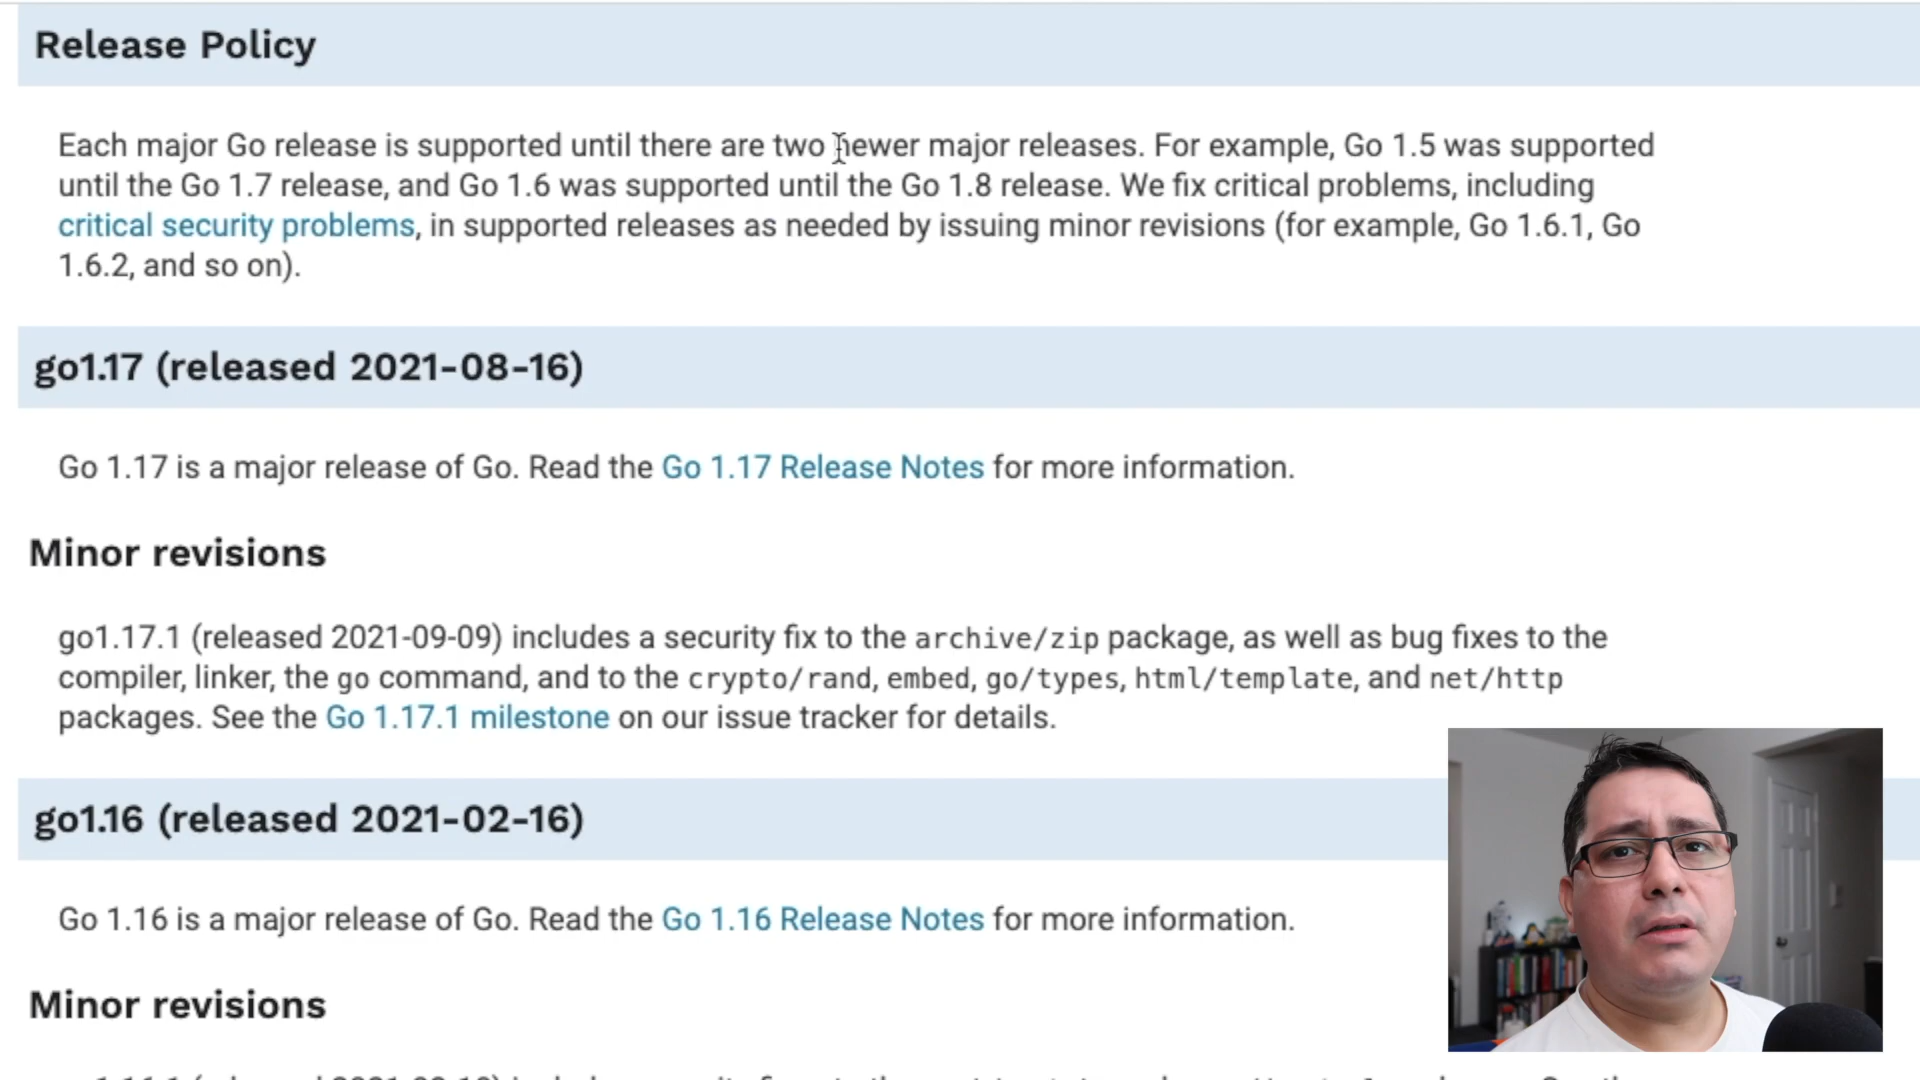 Release Policy
Each major Go release is supported until there are two newer major releases. For example, Go 1.5 was supported
until the Go 1.7 release, and Go 1.6 was supported until the Go 1.8 release. We fix critical problems, including
critical security problems, in supported releases as needed by issuing minor revisions (for example, Go 1.6.1, Go
1.6.2, and so on).
go1.17 (released 2021-08-16)
Go 1.17 is a major release of Go. Read the Go 1.17 Release Notes for more information.
Minor revisions
go1.17.1 (released 2021-09-09) includes a security fix to the archive/zip package, as well as bug fixes to the
compiler, linker, the go command, and to the crypto/rand, embed, go/types, html/template, and net/http
packages. See the Go 1.17.1 milestone on our issue tracker for details.
go1.16 (released 2021-02-16)
Go 1.16 is a major release of Go. Read the Go 1.16 Release Notes for more information.
Minor revisions